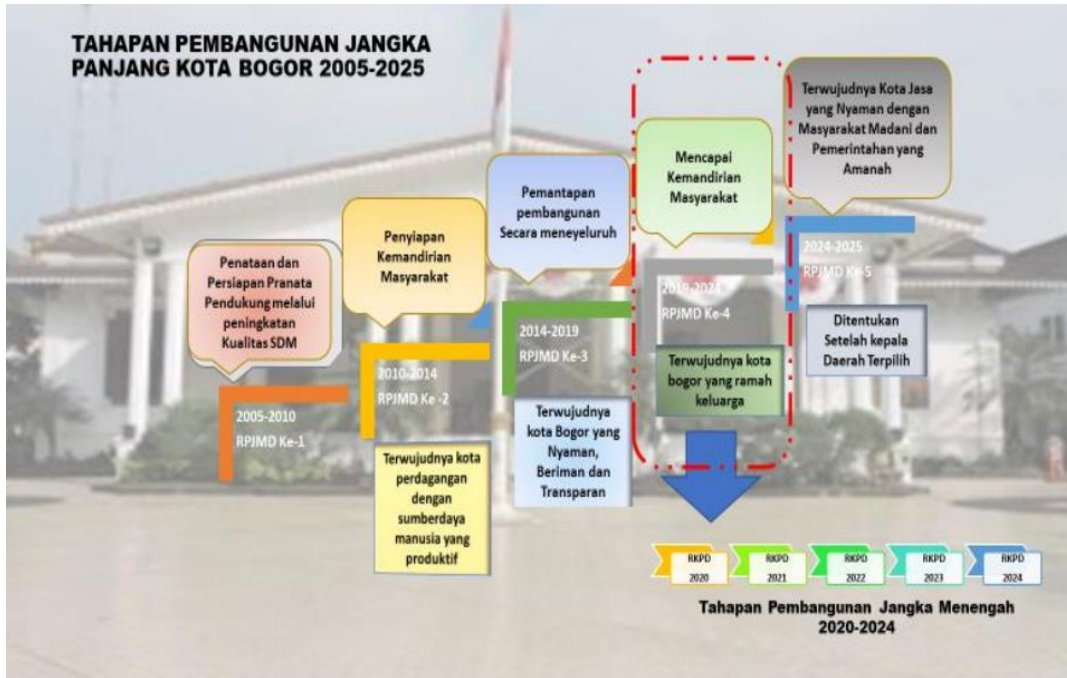 TAHAPAN PEMBANGUNAN JANGKA
PANJANG KOTA BOGOR 2005-2025
Penataan dan
Persiapan Pranata
Pendukung melalui
peningkatan
Kualitas SDM
2005-2010
RPJMD Ke-1
Penyiapan
Kemandirian
Masyarakat
2010-2014
RPJMD Ke -2
Terwujudnya kota
perdagangan
dengan
sumberdaya
manusia yang
produktif
Pemantapan
pembangunan
Secara meneyeluruh
2014-2019
RPJMD Ke-3
Terwujudnya
kota Bogor yang
Nyaman,
Beriman dan
Transparan
Mencapai
Kemandirian
Masyarakat
2019-2024
RPJMD Ke-4
Terwujudnya kota
bogor yang ramah
keluarga
Terwujudnya Kota Jasa
yang Nyaman dengan
Masyarakat Madani dan
Pemerintahan yang
Amanah
2024-2025
RPJMD Ke-5
Ditentukan
Setelah kepala
Daerah Terpilih
RKPD
2020
RKPD
2021
RKPD
2022
RKPD
2023
RKPD
2024
Tahapan Pembangunan Jangka Menengah
2020-2024